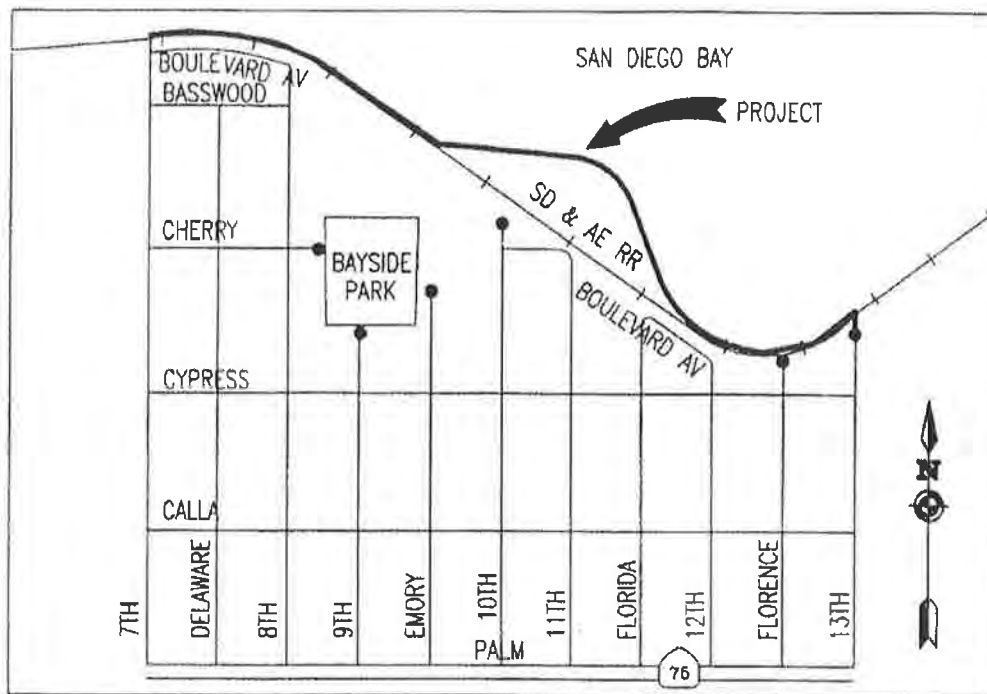 SAN DIEGO BAY
BOULEVARD AV
BASSWOOD
PROJECT
SD & AE RR
CHERRY
BAYSIDE
PARK
BOULEVARD AV
CYPRESS
N
CALLA
7TH
DELAWARE
8TH
9TH
EMORY
10TH
11TH
FLORIDA
12TH
FLORENCE
13TH
PALM
75